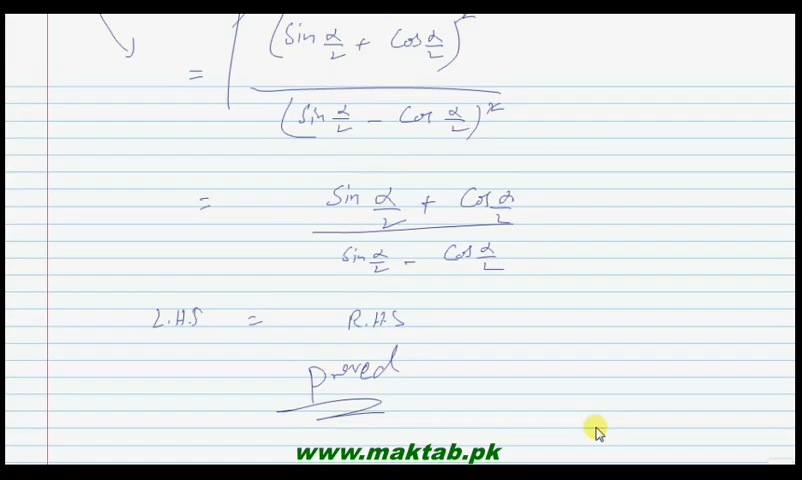 (Sin α/2 + Cos α/2)²
= √
(Sin α/2 - Cos α/2)²
= Sin α/2 + Cos α/2
Sin α/2 - Cos α/2
L.H.S = R.H.S
proved
www.maktab.pk